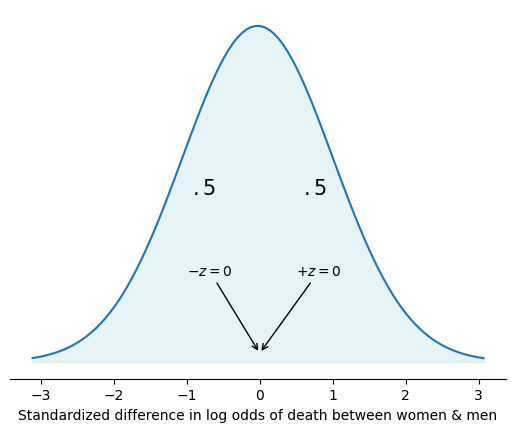 .5 .5
−z = 0 +z = 0
−3 −2 −1 0 1 2 3
Standardized difference in log odds of death between women & men